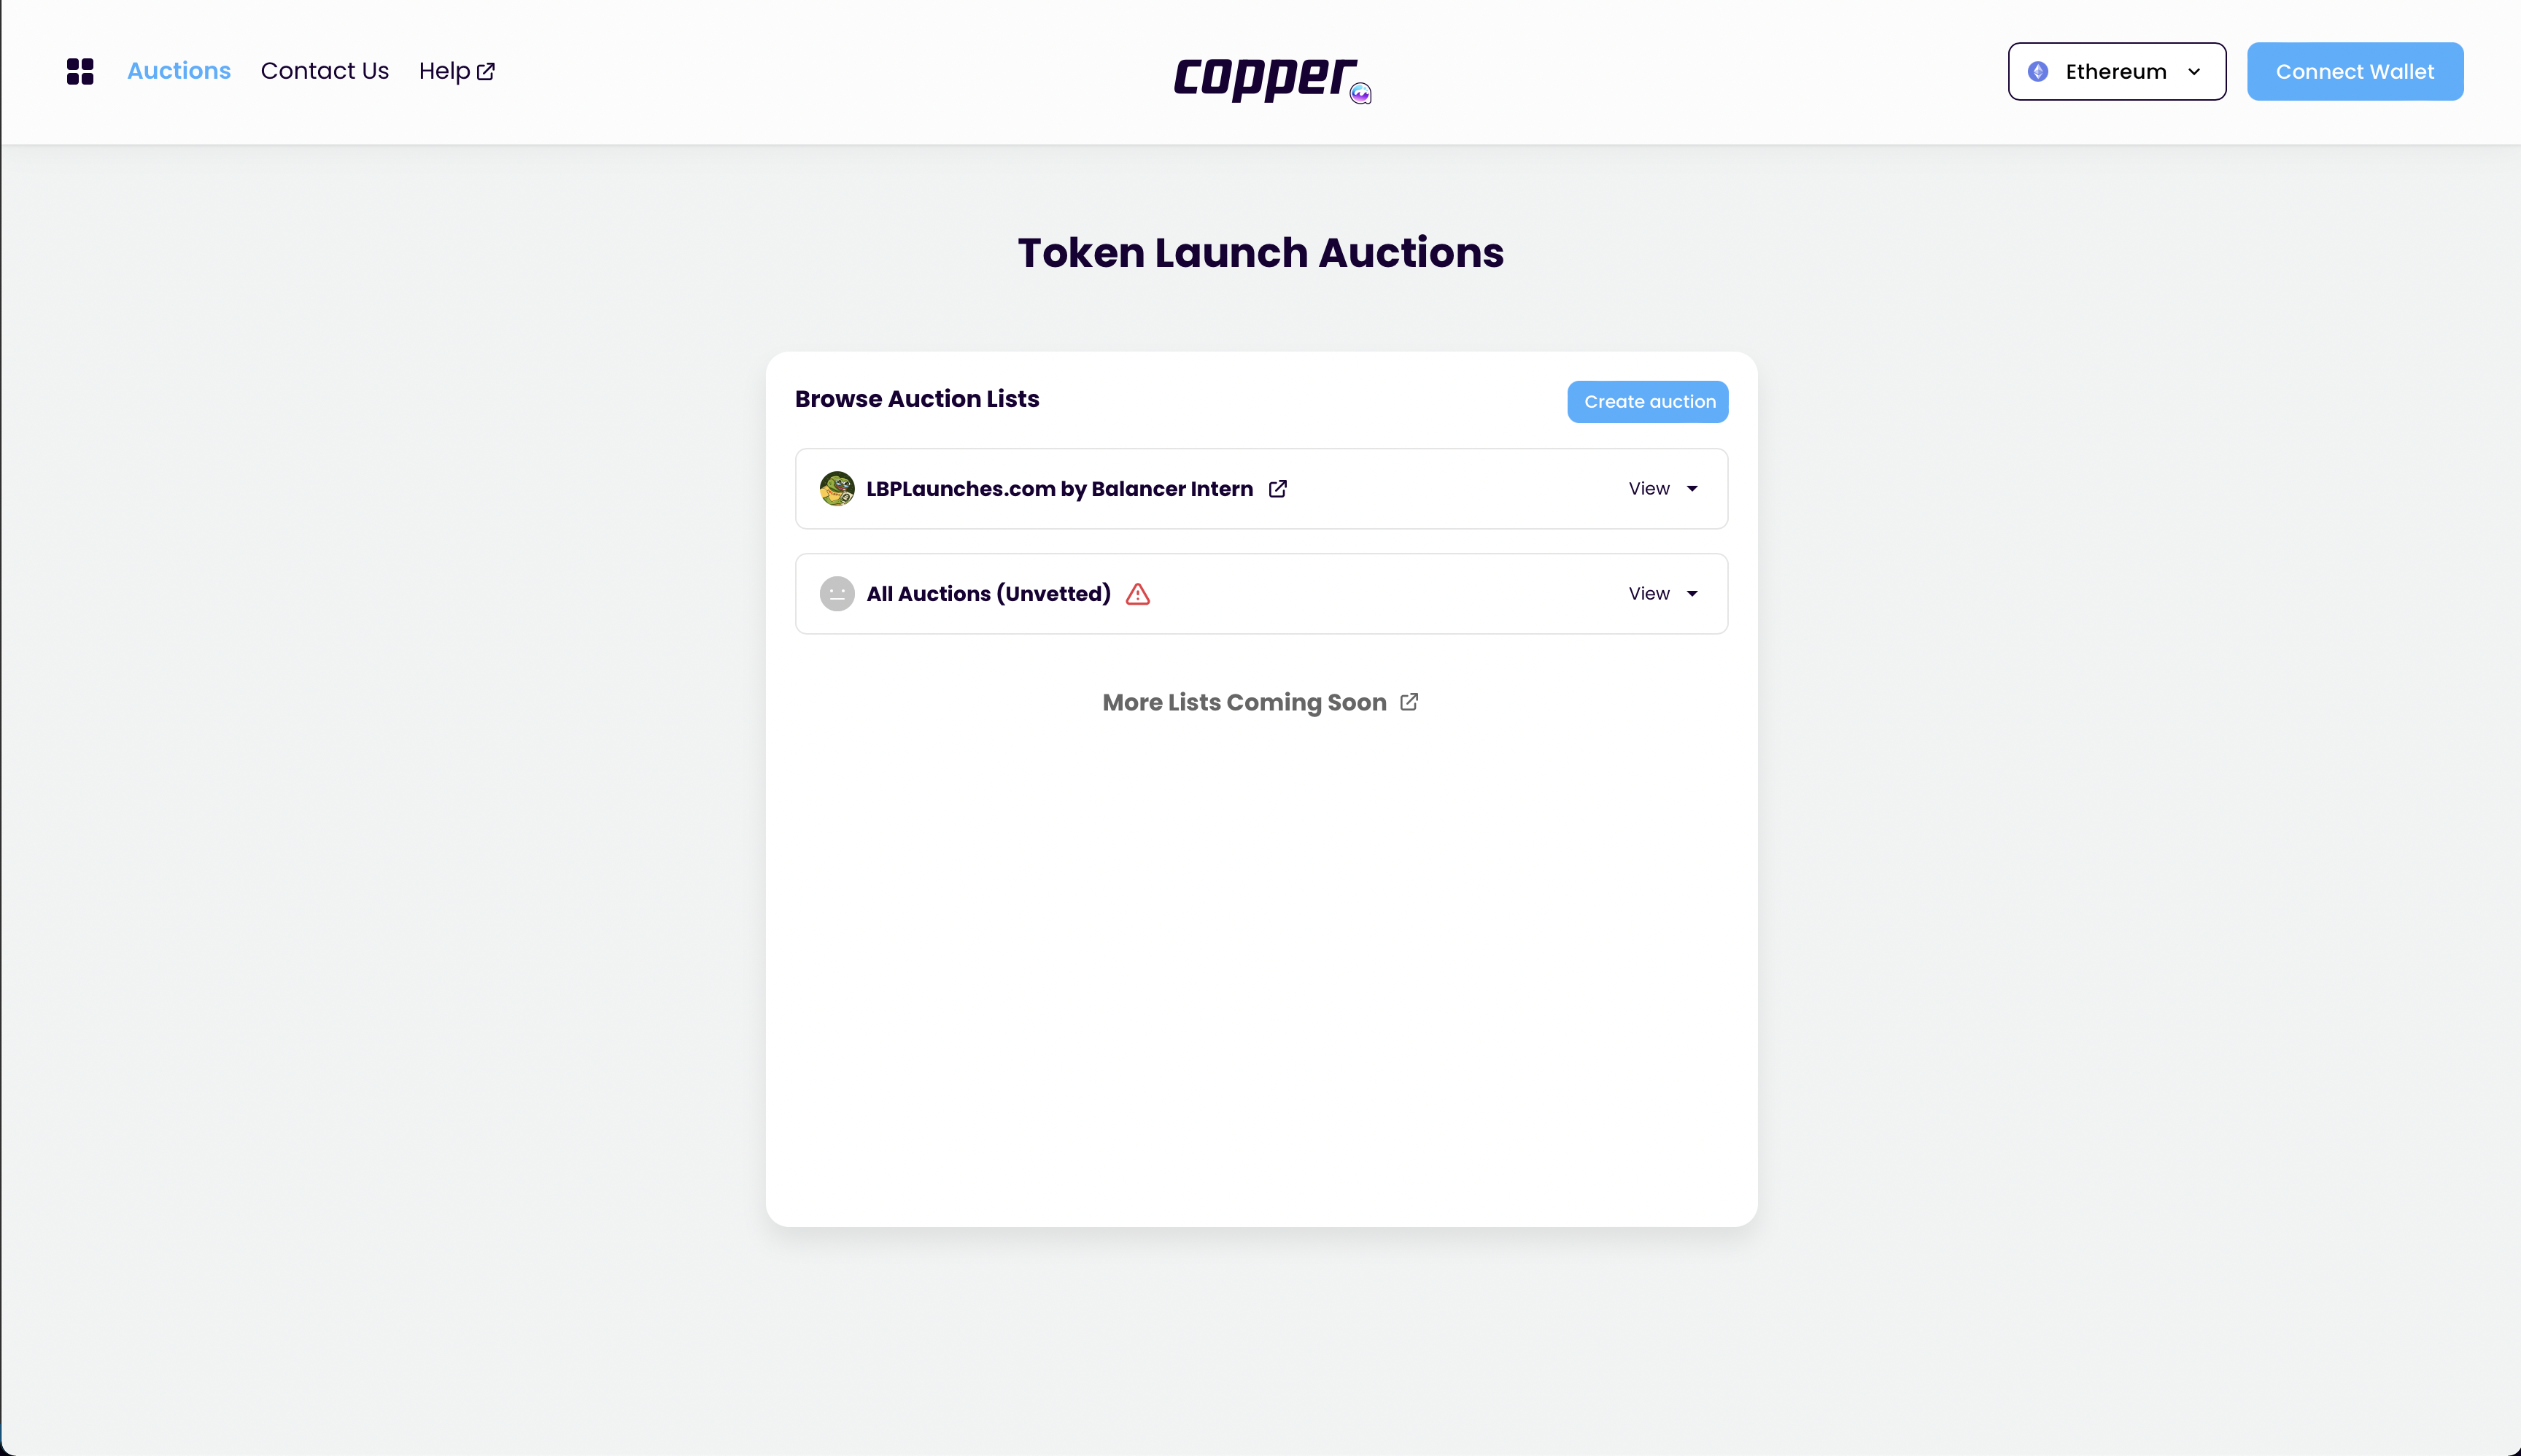 Auctions
Contact Us
Help
copper
Ethereum
Connect Wallet
Token Launch Auctions
Browse Auction Lists
Create auction
LBPLaunches.com by Balancer Intern
View
All Auctions (Unvetted)
View
More Lists Coming Soon